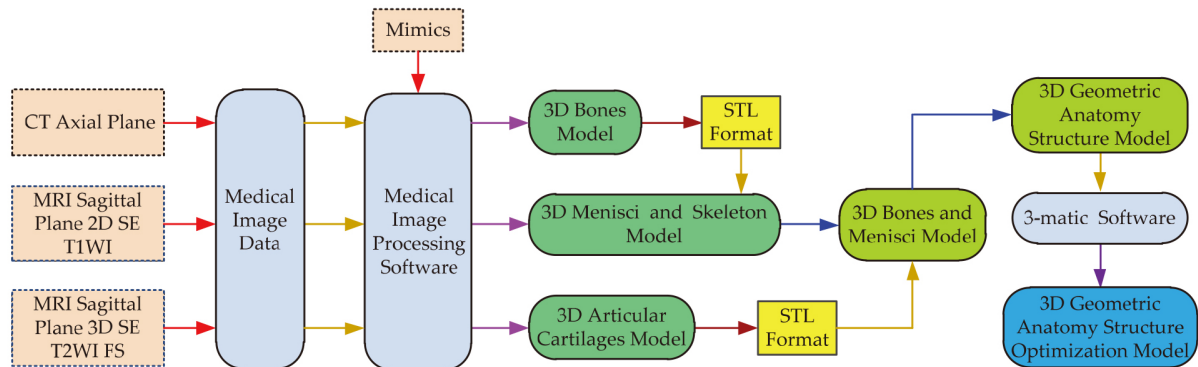 Mimics
CT Axial Plane
MRI Sagittal
Plane 2D SE
T1WI
MRI Sagittal
Plane 3D SE
T2WI FS
Medical
Image
Data
Medical
Image
Processing
Software
3D Bones
Model
STL
Format
3D Menisci and Skeleton
Model
3D Articular
Cartilages Model
STL
Format
3D Bones and
Menisci Model
3D Geometric
Anatomy
Structure Model
3-matic Software
3D Geometric
Anatomy Structure
Optimization Model